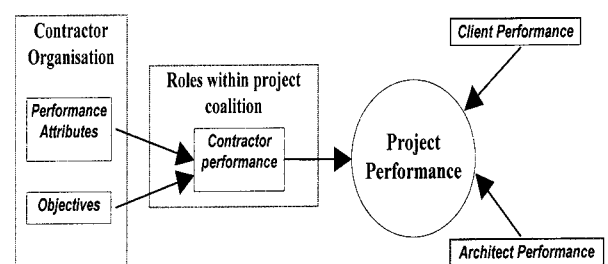 Contractor
Organisation
Performance
Attributes
Objectives
Roles within project
coalition
Contractor
performance
Project
Performance
Client Performance
Architect Performance